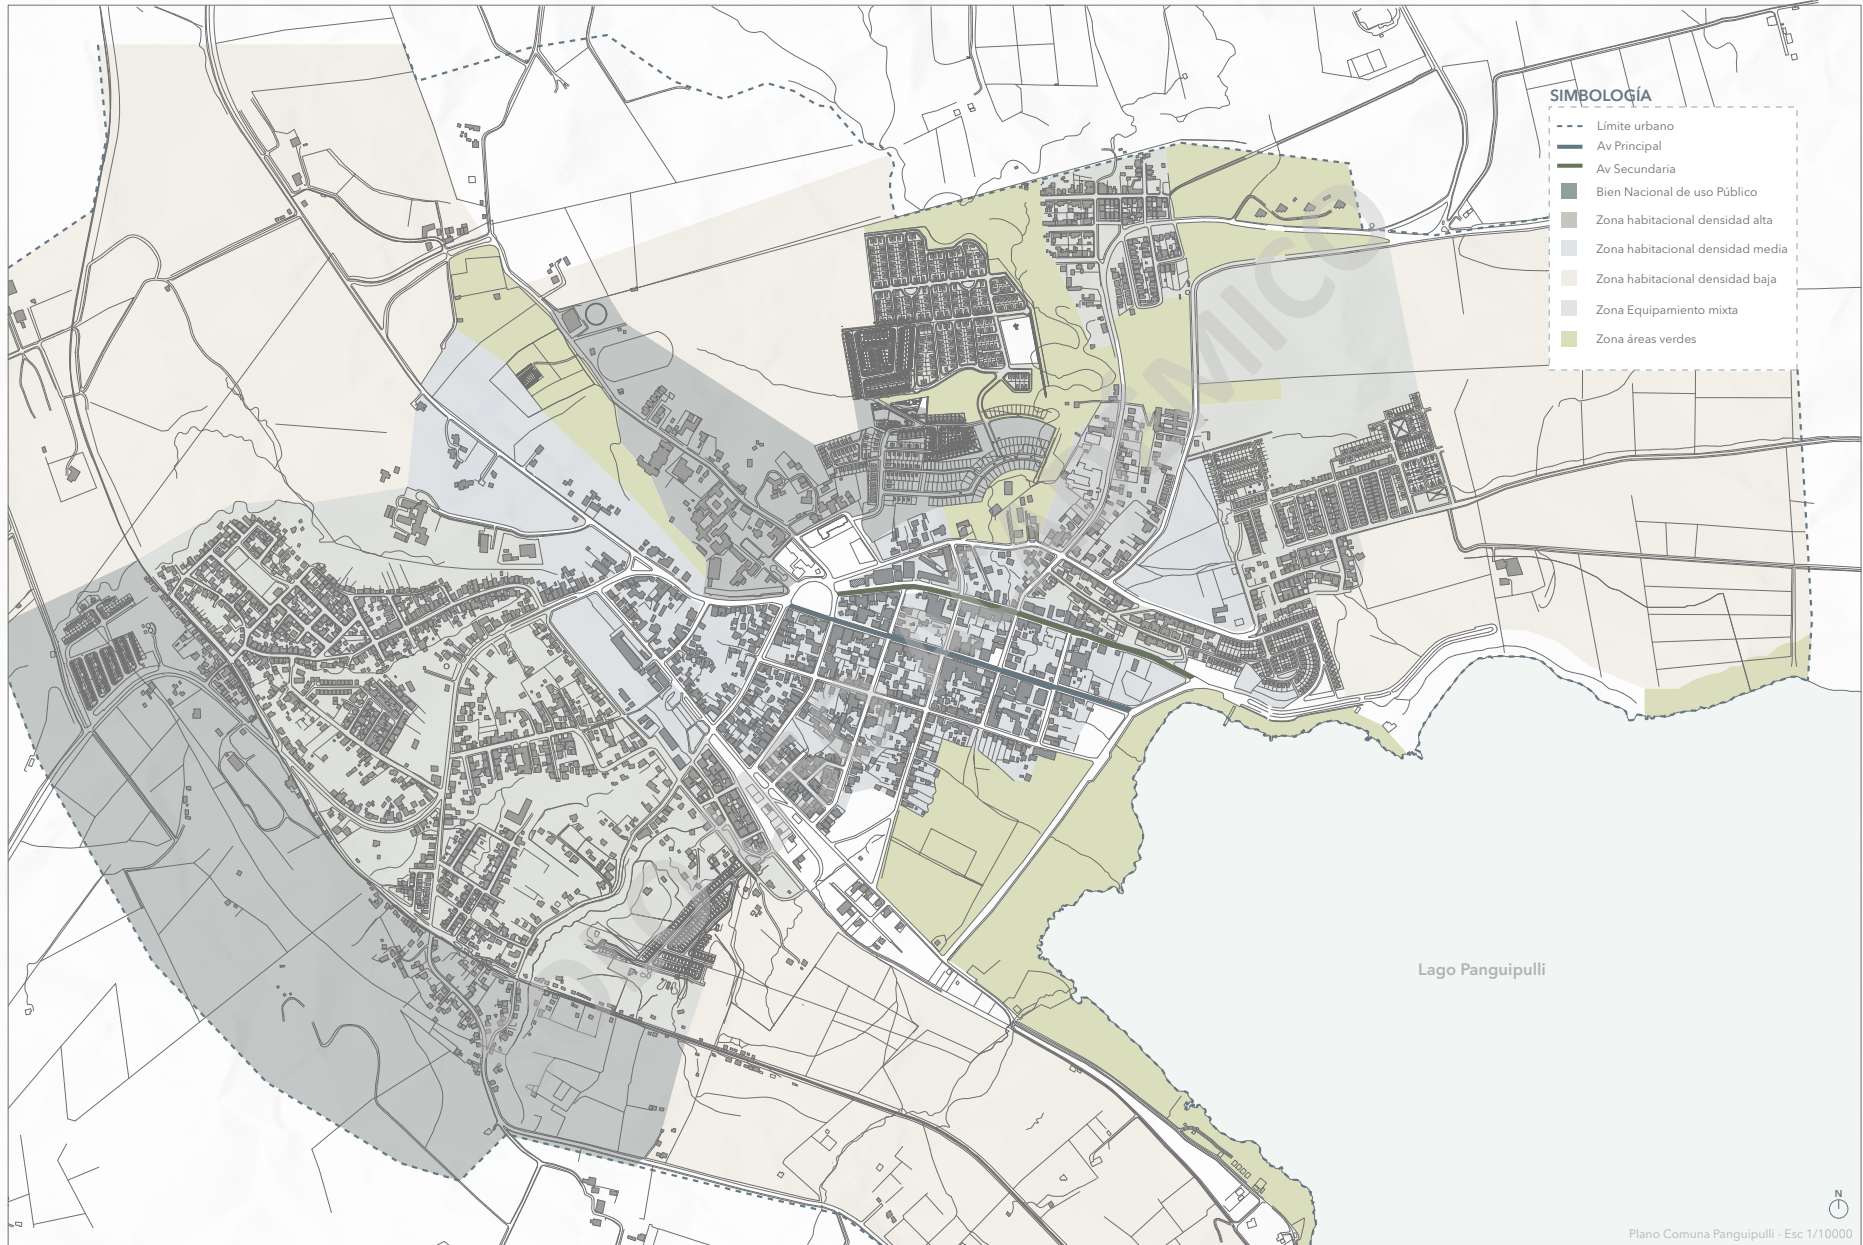 SIMBOLOGÍA
Límite urbano
Av Principal
Av Secundaria
Bien Nacional de uso Público
Zona habitacional densidad alta
Zona habitacional densidad media
Zona habitacional densidad baja
Zona Equipamiento mixta
Zona áreas verdes
Lago Panguipulli
N
Plano Comuna Panguipulli - Esc 1/10000